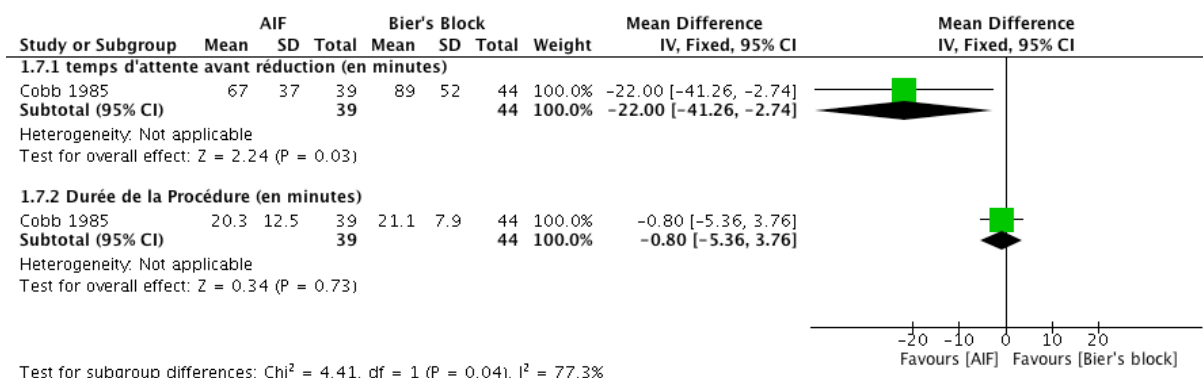 AIF Bier's Block Mean Difference Mean Difference
Study or Subgroup Mean SD Total Mean SD Total Weight IV, Fixed, 95% CI IV, Fixed, 95% CI
1.7.1 temps d'attente avant réduction (en minutes)
Cobb 1985 67 37 39 89 52 44 100.0% -22.00 [-41.26, -2.74]
Subtotal (95% CI) 39 44 100.0% -22.00 [-41.26, -2.74]
Heterogeneity: Not applicable
Test for overall effect: Z = 2.24 (P = 0.03)
1.7.2 Durée de la Procédure (en minutes)
Cobb 1985 20.3 12.5 39 21.1 7.9 44 100.0% -0.80 [-5.36, 3.76]
Subtotal (95% CI) 39 44 100.0% -0.80 [-5.36, 3.76]
Heterogeneity: Not applicable
Test for overall effect: Z = 0.34 (P = 0.73)
-20 -10 0 10 20
Favours [AIF] Favours [Bier's block]
Test for subgroup differences: Chi² = 4.41, df = 1 (P = 0.04), I² = 77.3%